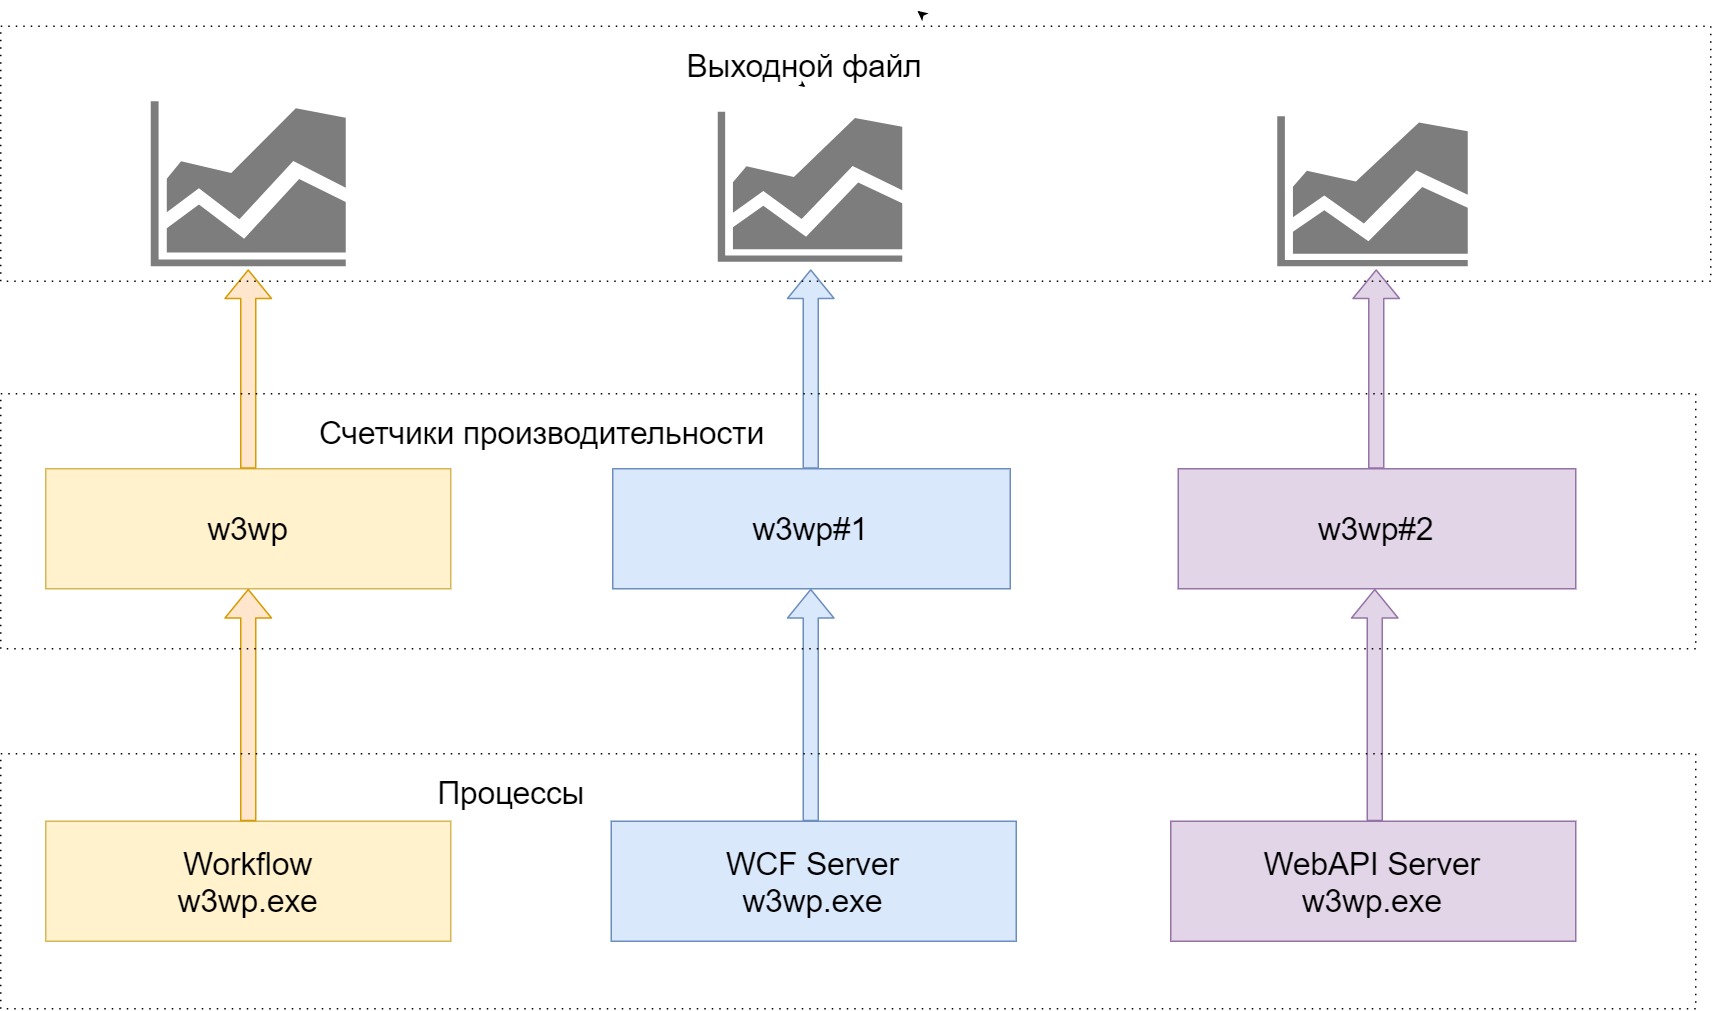 Выходной файл
Счетчики производительности
w3wp
w3wp#1
w3wp#2
Процессы
Workflow
w3wp.exe
WCF Server
w3wp.exe
WebAPI Server
w3wp.exe